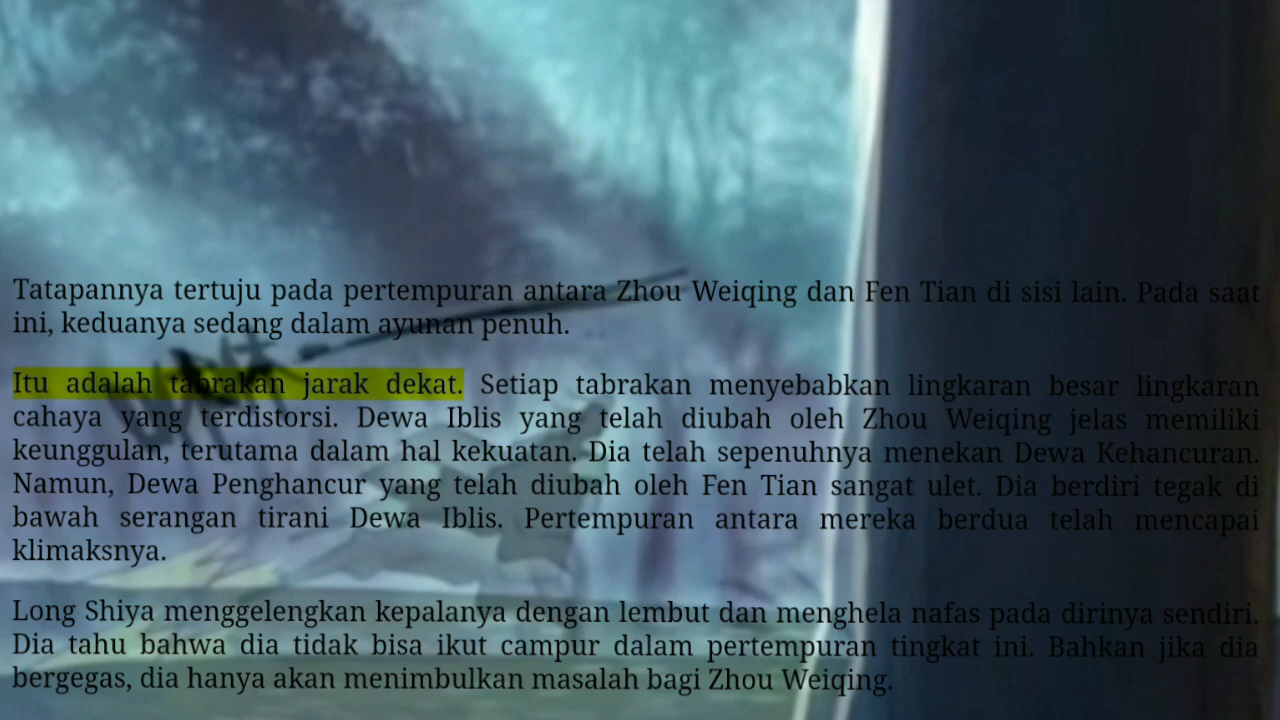 Tatapannya tertuju pada pertempuran antara Zhou Weiqing dan Fen Tian di sisi lain. Pada saat
ini, keduanya sedang dalam ayunan penuh.
Itu adalah tabrakan jarak dekat. Setiap tabrakan menyebabkan lingkaran besar lingkaran
cahaya yang terdistorsi. Dewa Iblis yang telah diubah oleh Zhou Weiqing jelas memiliki
keunggulan, terutama dalam hal kekuatan. Dia telah sepenuhnya menekan Dewa Kehancuran.
Namun, Dewa Penghancur yang telah diubah oleh Fen Tian sangat ulet. Dia berdiri tegak di
bawah serangan tirani Dewa Iblis. Pertempuran antara mereka berdua telah mencapai
klimaksnya.
Long Shiya menggelengkan kepalanya dengan lembut dan menghela nafas pada dirinya sendiri.
Dia tahu bahwa dia tidak bisa ikut campur dalam pertempuran tingkat ini. Bahkan jika dia
bergegas, dia hanya akan menimbulkan masalah bagi Zhou Weiqing.